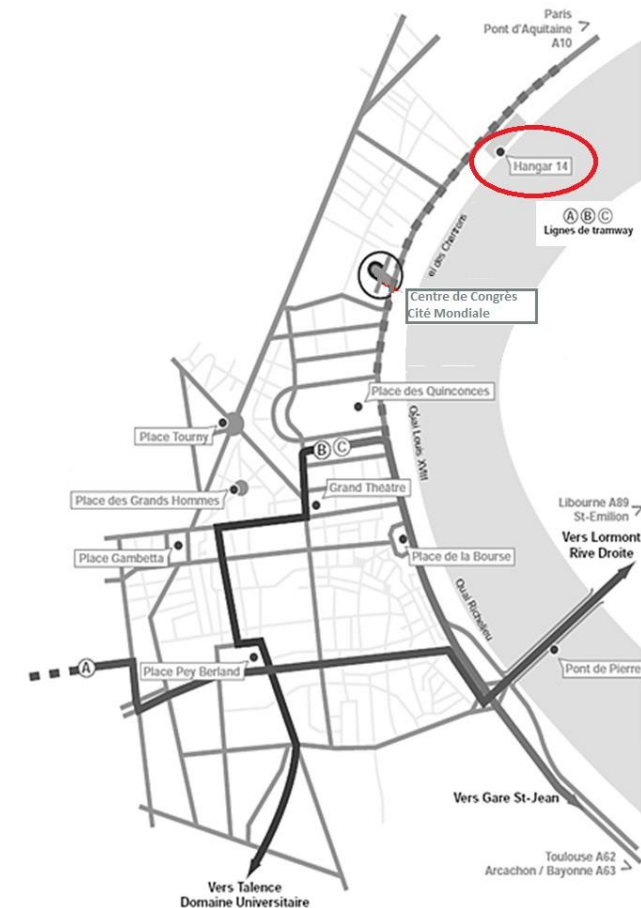 Paris
Pont d'Aquitaine
A10
Hangar 14
A B C
Lignes de tramway
ei des Chartrons
Centre de Congrès
Cité Mondiale
Place des Quinconces
Quai Louis XVIII
Place Tourny
B C
Place des Grands Hommes
Grand Théâtre
Libourne A89
St-Emilion
Vers Lormont
Rive Droite
Place Gambetta
Place de la Bourse
Quai Richelieu
A
Place Pey Berland
Pont de Pierre
Vers Gare St-Jean
Toulouse A62
Arcachon / Bayonne A63
Vers Talence
Domaine Universitaire